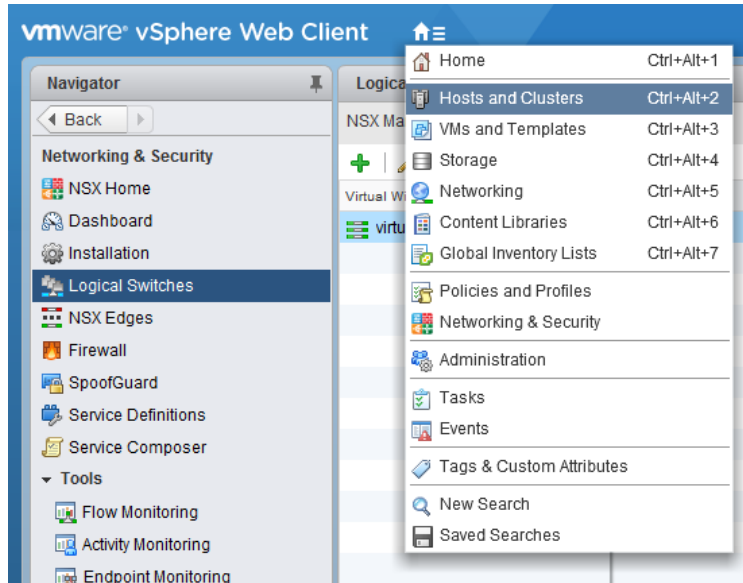 vmware® vSphere Web Client
Navigator
Back
Networking & Security
NSX Home
Dashboard
Installation
Logical Switches
NSX Edges
Firewall
SpoofGuard
Service Definitions
Service Composer
Tools
Flow Monitoring
Activity Monitoring
Endpoint Monitoring
Logica
NSX Ma
Virtual Wi
virtu
Home Ctrl+Alt+1
Hosts and Clusters Ctrl+Alt+2
VMs and Templates Ctrl+Alt+3
Storage Ctrl+Alt+4
Networking Ctrl+Alt+5
Content Libraries Ctrl+Alt+6
Global Inventory Lists Ctrl+Alt+7
Policies and Profiles
Networking & Security
Administration
Tasks
Events
Tags & Custom Attributes
New Search
Saved Searches